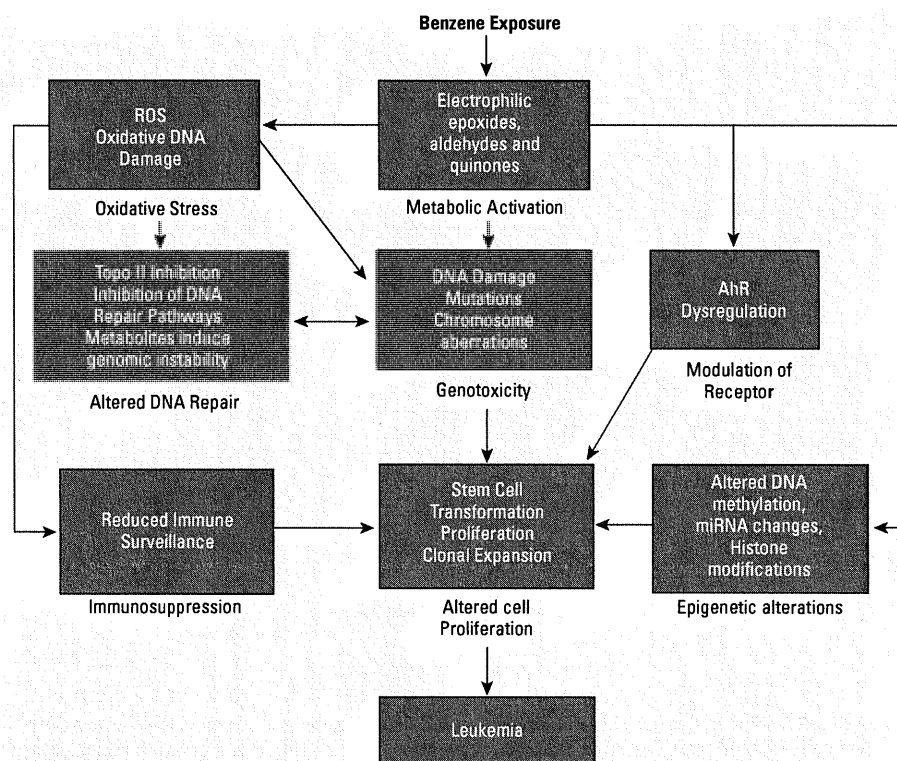 Benzene Exposure
ROS
Oxidative DNA
Damage
Oxidative Stress
Electrophilic
epoxides,
aldehydes and
quinones
Metabolic Activation
Topo II Inhibition
Inhibition of DNA
Repair Pathways
Metabolites induce
genomic instability
Altered DNA Repair
DNA Damage
Mutations
Chromosome
aberrations
Genotoxicity
AhR
Dysregulation
Modulation of
Receptor
Reduced Immune
Surveillance
Immunosuppression
Stem Cell
Transformation
Proliferation
Clonal Expansion
Altered cell
Proliferation
Altered DNA
methylation,
miRNA changes,
Histone
modifications
Epigenetic alterations
Leukemia